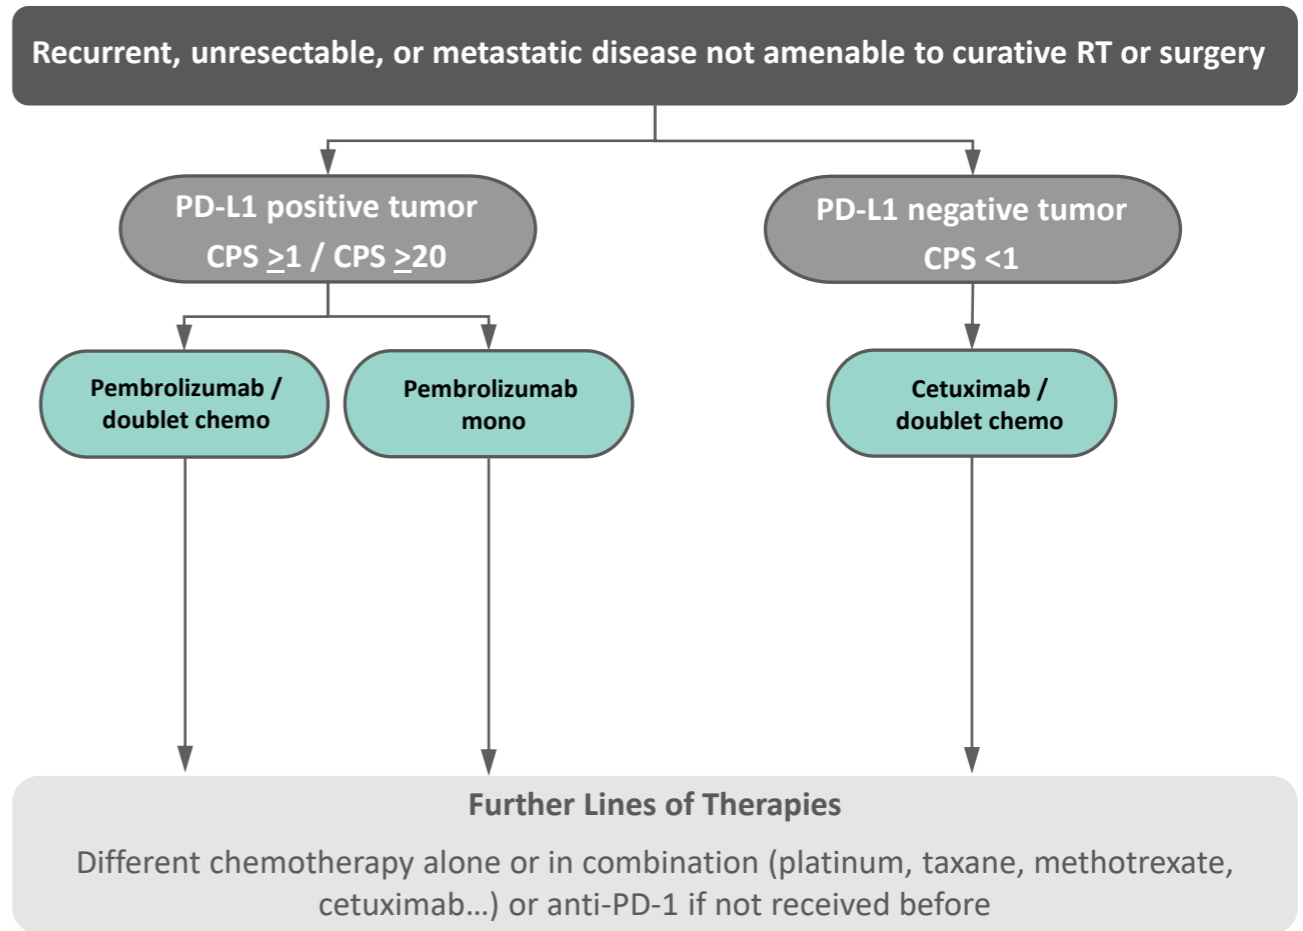 Recurrent, unresectable, or metastatic disease not amenable to curative RT or surgery
PD-L1 positive tumor
CPS ≥1 / CPS ≥20
PD-L1 negative tumor
CPS <1
Pembrolizumab /
doublet chemo
Pembrolizumab
mono
Cetuximab /
doublet chemo
Further Lines of Therapies
Different chemotherapy alone or in combination (platinum, taxane, methotrexate,
cetuximab…) or anti-PD-1 if not received before